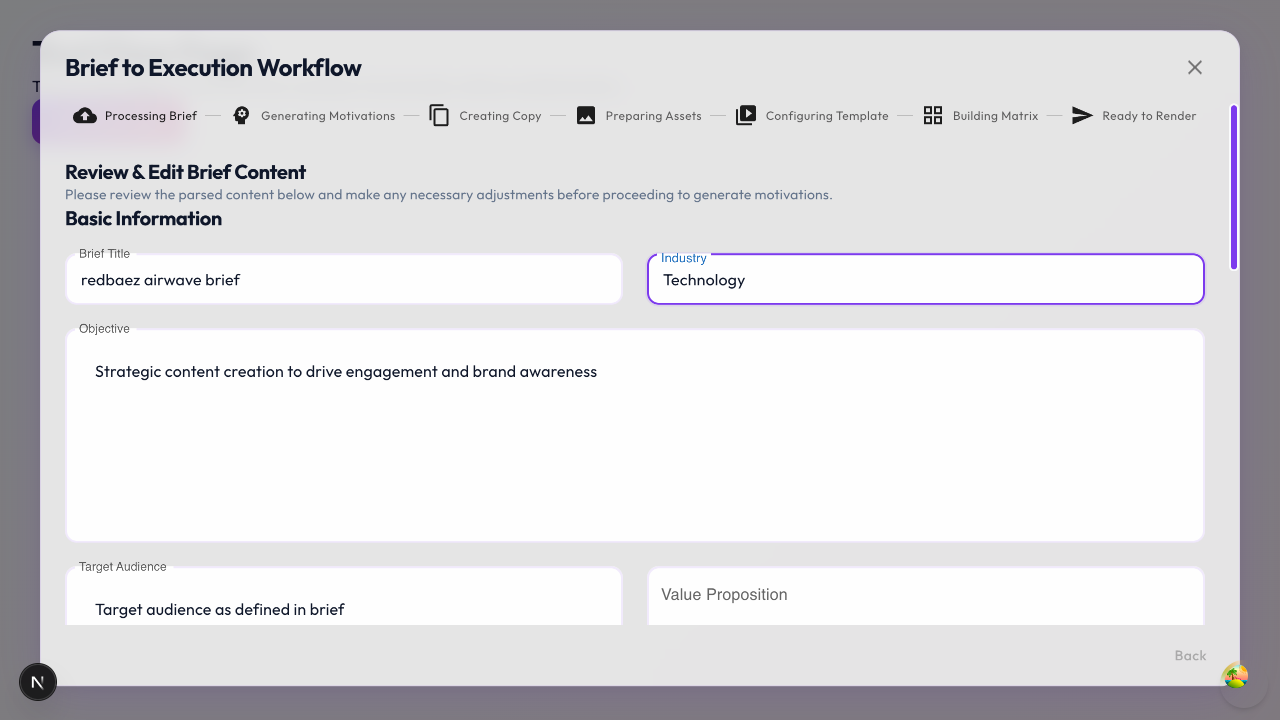 Brief to Execution Workflow
Processing Brief
Generating Motivations
Creating Copy
Preparing Assets
Configuring Template
Building Matrix
Ready to Render
Review & Edit Brief Content
Please review the parsed content below and make any necessary adjustments before proceeding to generate motivations.
Basic Information
Brief Title
redbaez airwave brief
Industry
Technology
Objective
Strategic content creation to drive engagement and brand awareness
Target Audience
Target audience as defined in brief
Value Proposition
Back
N